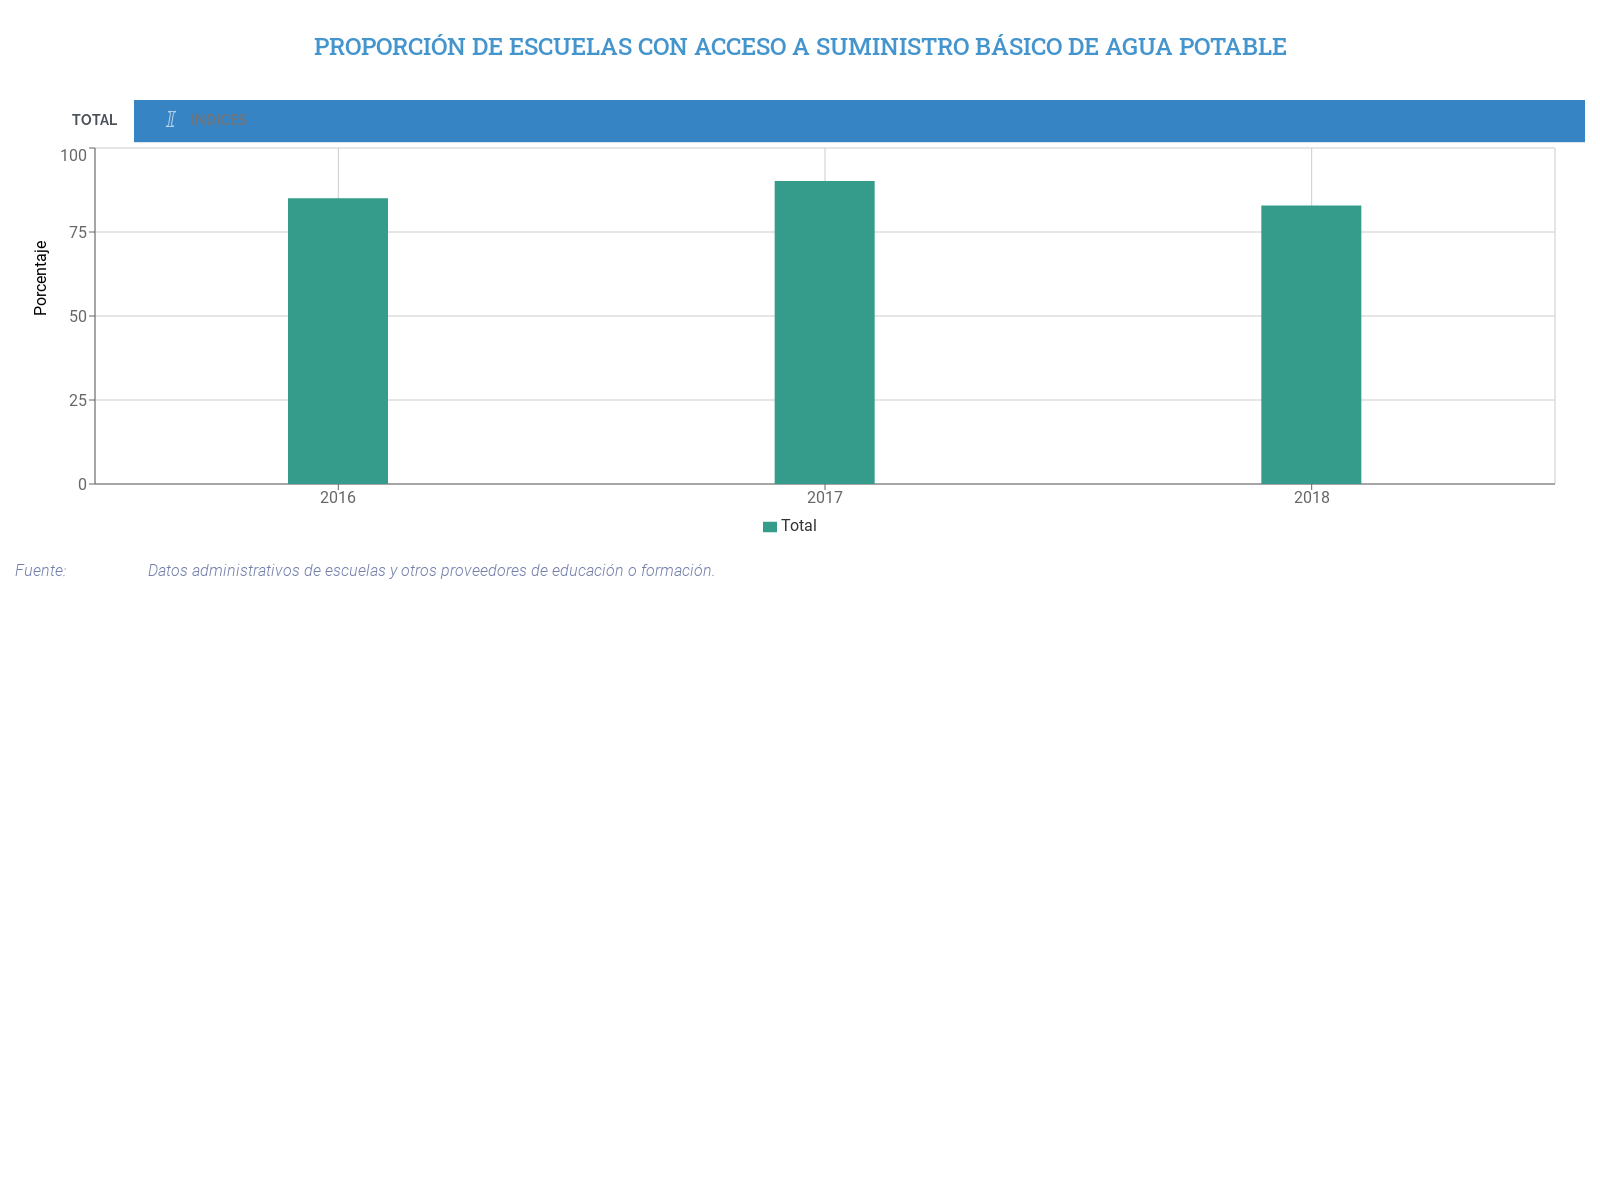 PROPORCIÓN DE ESCUELAS CON ACCESO A SUMINISTRO BÁSICO DE AGUA POTABLE
TOTAL
I INDICES
Porcentaje
100
75
50
25
0
2016 2017 2018
Total
Fuente: Datos administrativos de escuelas y otros proveedores de educación o formación.